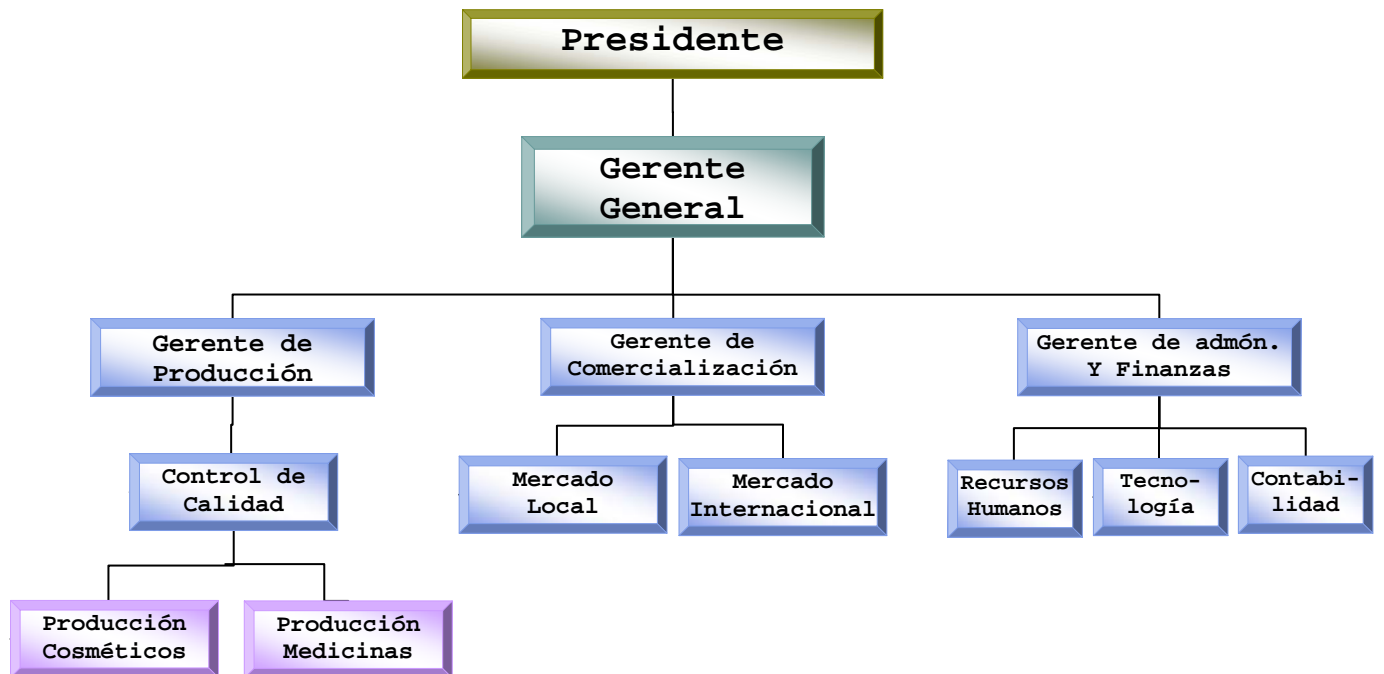 Presidente
Gerente
General
Gerente de
Producción
Gerente de
Comercialización
Gerente de admón.
Y Finanzas
Control de
Calidad
Mercado
Local
Mercado
Internacional
Recursos
Humanos
Tecno-
logía
Contabi-
lidad
Producción
Cosméticos
Producción
Medicinas